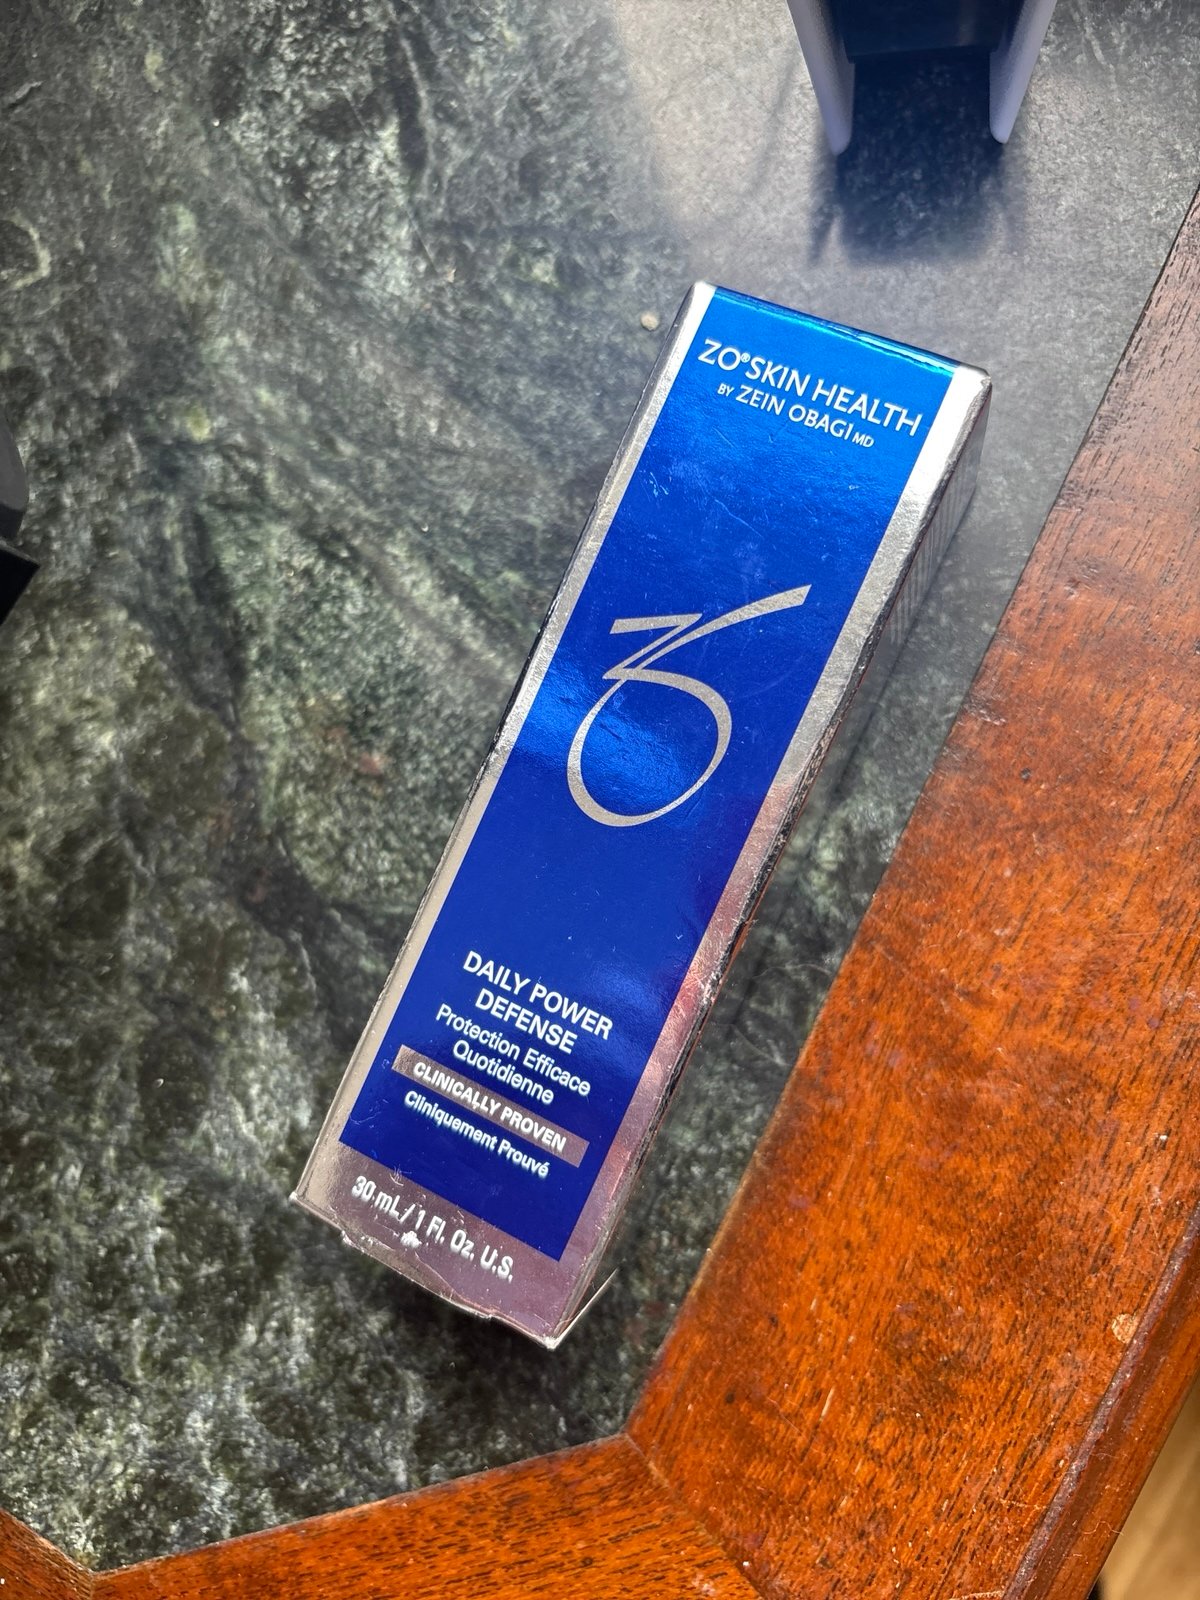 ZO® SKIN HEALTH
BY ZEIN OBAGI MD
DAILY POWER
DEFENSE
Protection Efficace
Quotidienne
CLINICALLY PROVEN
Cliniquement Prouvé
30 mL / 1 Fl. Oz. U.S.